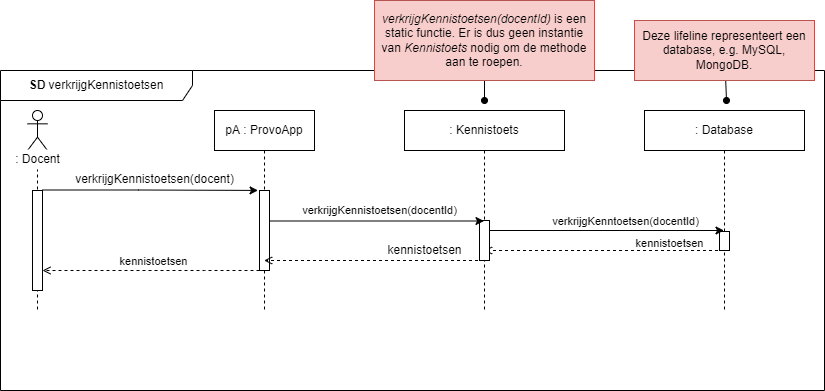 verkrijgKennistoetsen(docentId) is een
static functie. Er is dus geen instantie
van Kennistoets nodig om de methode
aan te roepen.
Deze lifeline representeert een
database, e.g. MySQL,
MongoDB.
SD verkrijgKennistoetsen
: Docent
pA : ProvoApp
: Kennistoets
: Database
verkrijgKennistoetsen(docent)
verkrijgKennistoetsen(docentId)
verkrijgKenntoetsen(docentId)
kennistoetsen
kennistoetsen
kennistoetsen